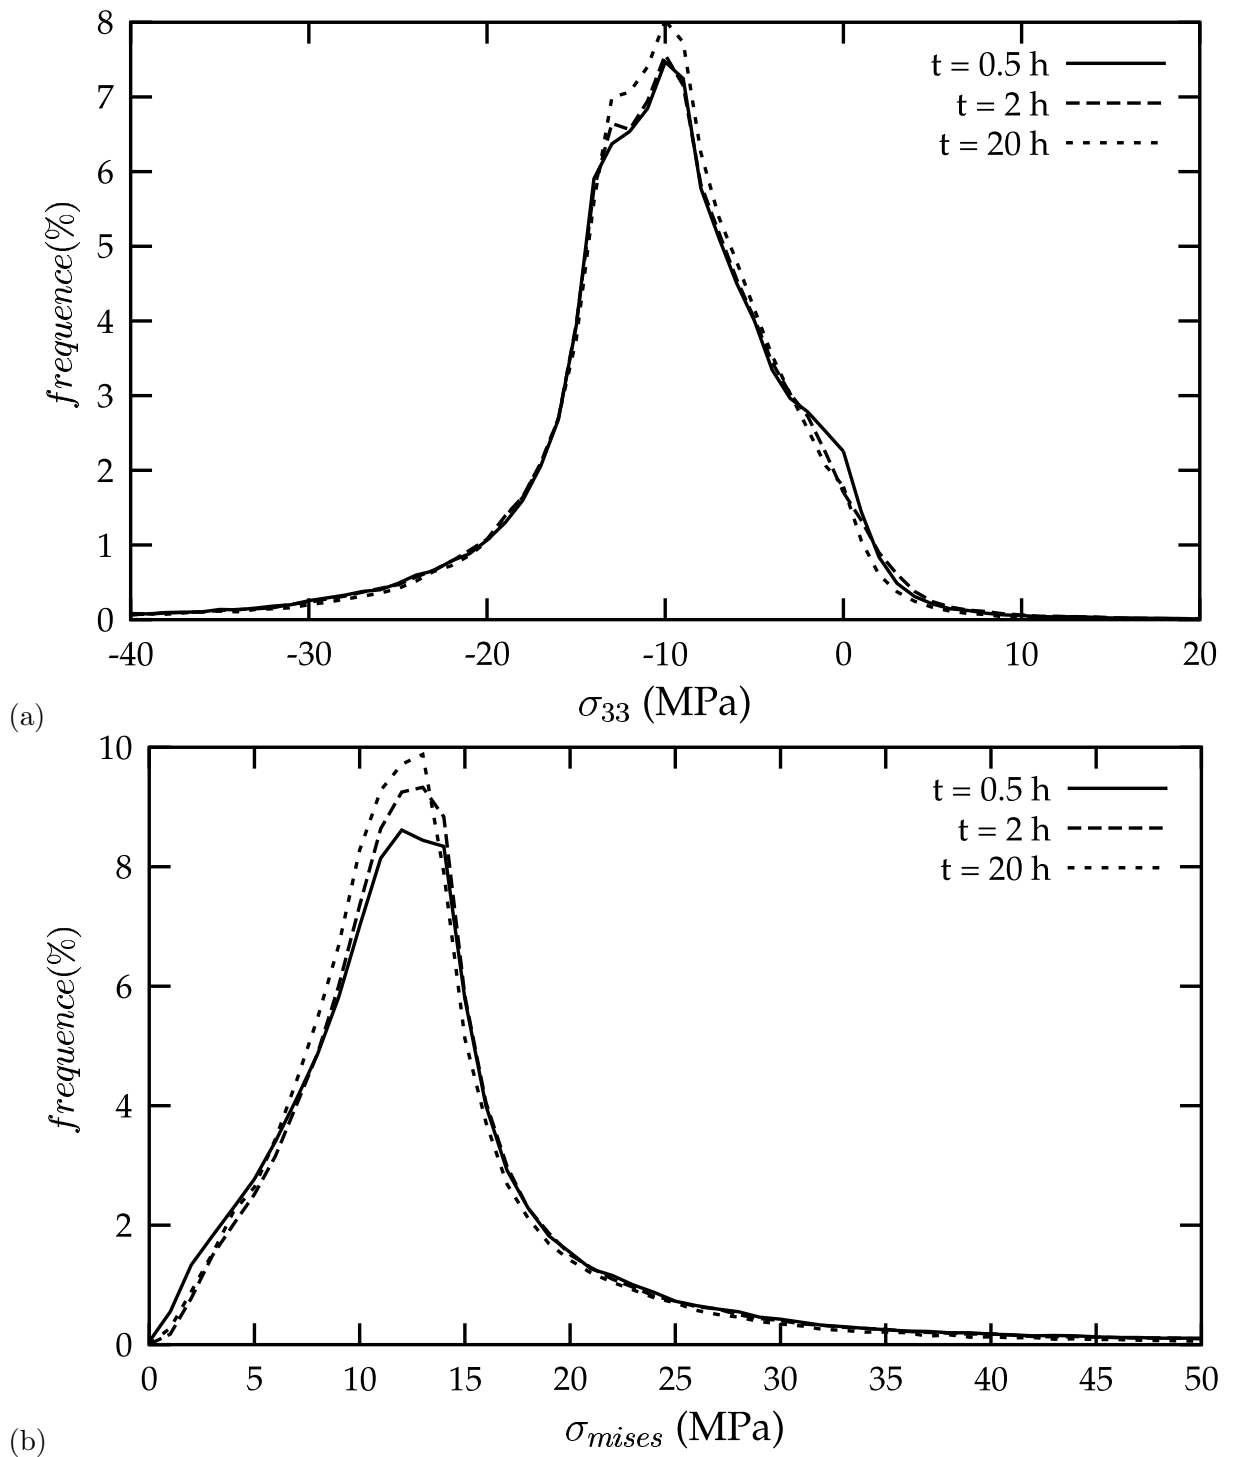 8
7
6
5
4
3
2
1
0
frequence(%)
t = 0.5 h
t = 2 h
t = 20 h
-40 -30 -20 -10 0 10 20
σ33 (MPa)
(a)
10
8
6
4
2
0
frequence(%)
t = 0.5 h
t = 2 h
t = 20 h
0 5 10 15 20 25 30 35 40 45 50
σmises (MPa)
(b)